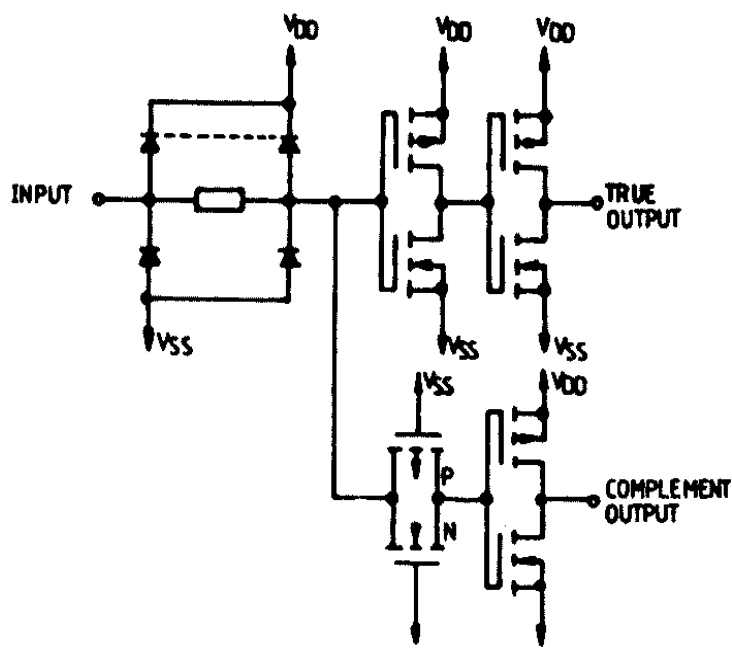 VDD
VDD
VDD
INPUT
TRUE
OUTPUT
VSS
VSS
VSS
VSS
VDD
P
N
COMPLEMENT
OUTPUT